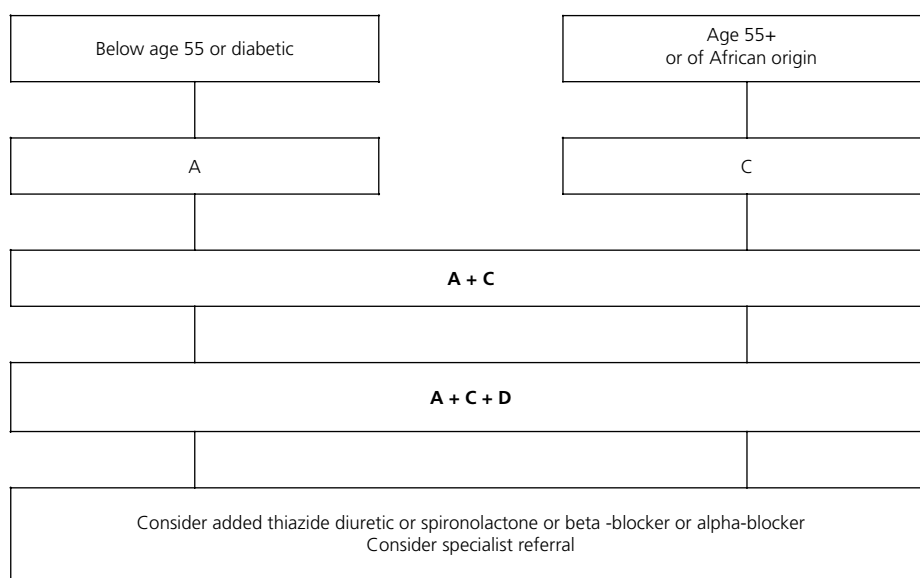 Below age 55 or diabetic
Age 55+
or of African origin
A
C
A + C
A + C + D
Consider added thiazide diuretic or spironolactone or beta -blocker or alpha-blocker
Consider specialist referral